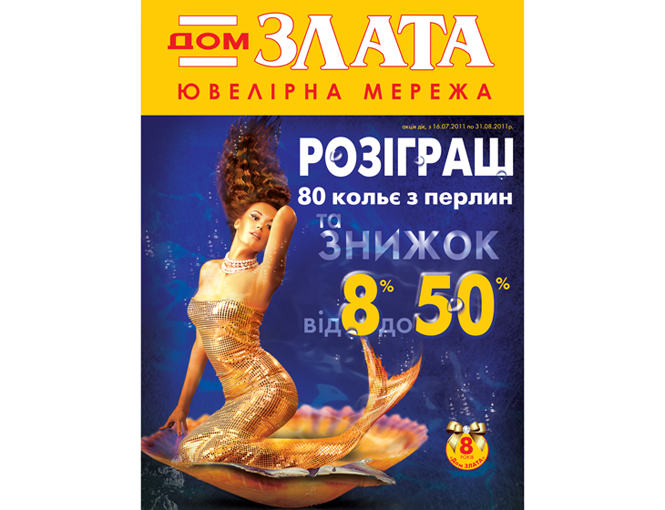 ДОМ ЗЛАТА
ЮВЕЛІРНА МЕРЕЖА
акція діє, з 16.07.2011 по 31.08.2011р.
РОЗІГРАШ
80 кольє з перлин
та
ЗНИЖОК
від 8% до 50%
8
РОКІВ
«Дом ЗЛАТА»